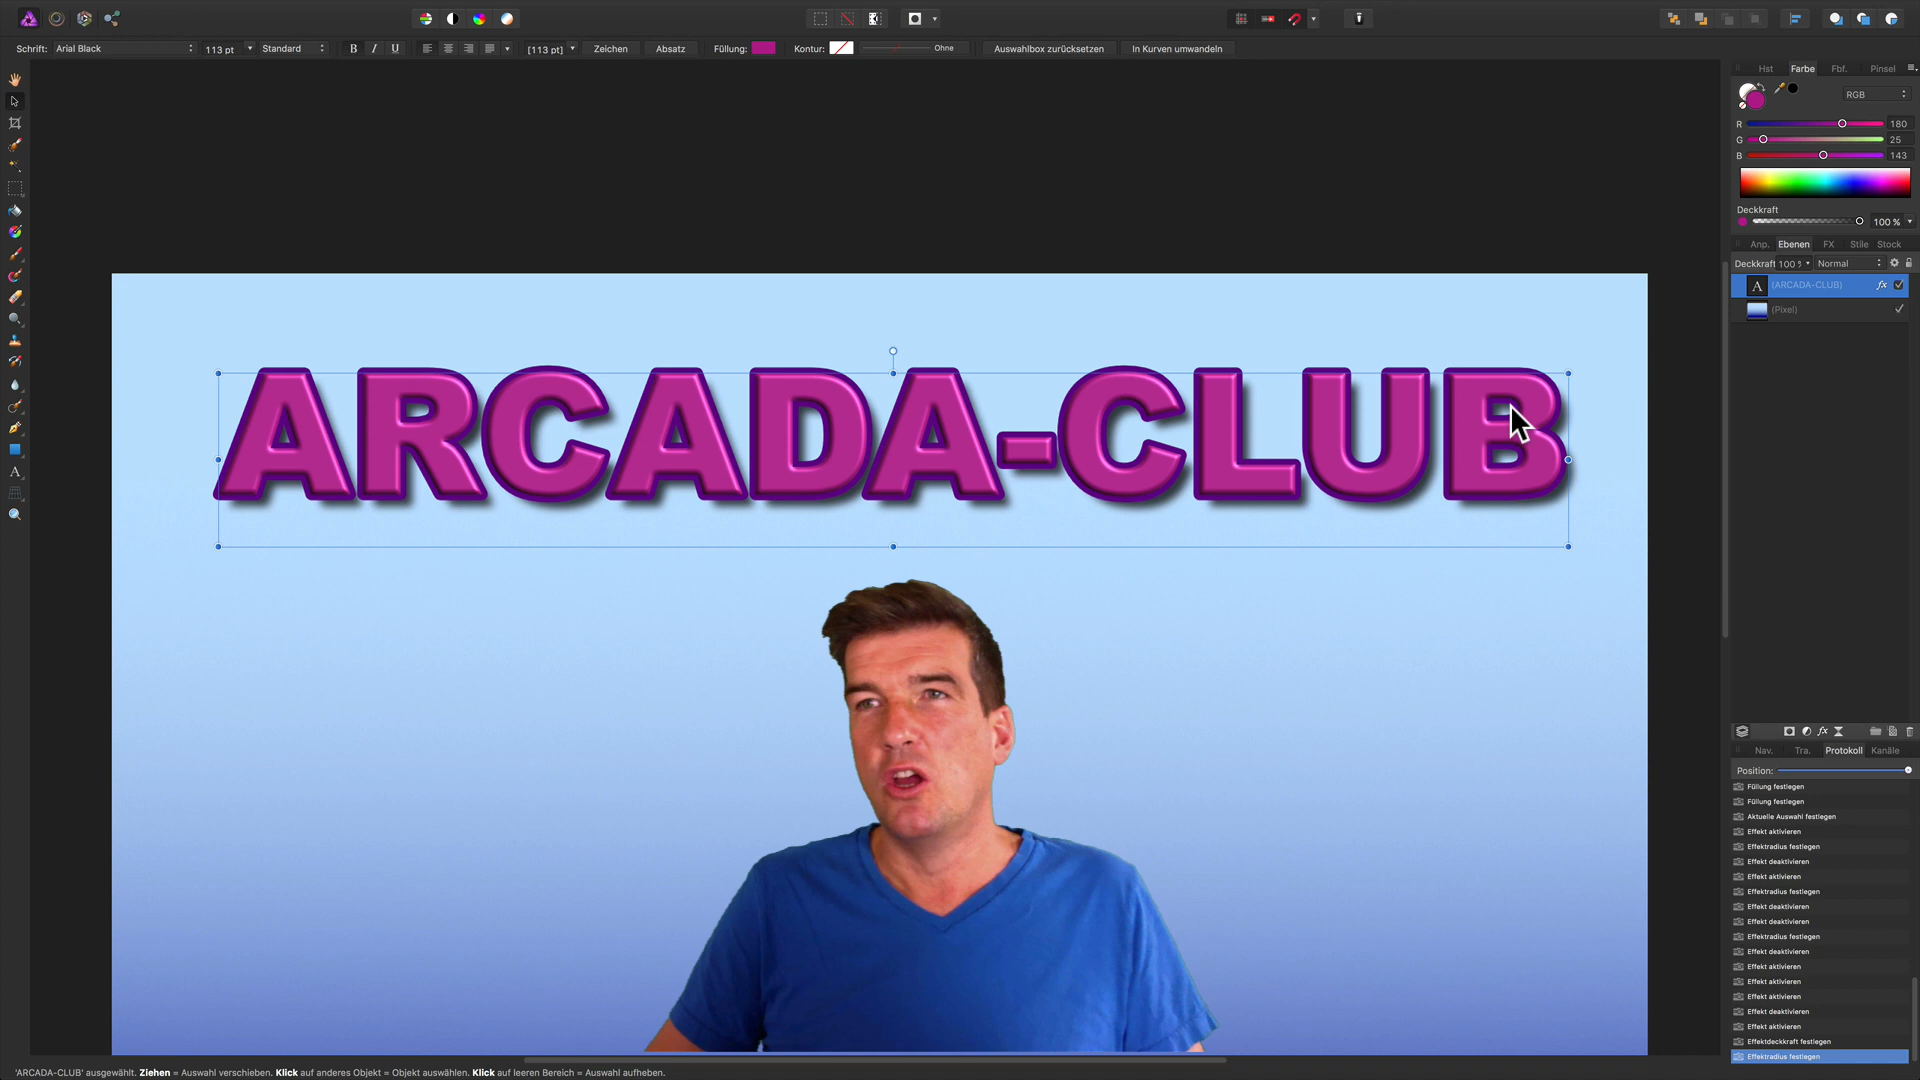 Schrift: Arial Black 113 pt Standard B I U [113 pt] Zeichen Absatz Füllung: Kontur: Ohne Auswahlbox zurücksetzen In Kurven umwandeln
Hst Farbe Fbf. Pinsel
RGB
R 180
G 25
B 143
Deckkraft
100 %
Anp. Ebenen FX Stile Stock
Deckkraft 100 % Normal
A (ARCADA-CLUB) fx
(Pixel)
ARCADA-CLUB
Nav. Tra. Protokoll Kanäle
Position:
Füllung festlegen
Füllung festlegen
Aktuelle Auswahl festlegen
Effekt aktivieren
Effektradius festlegen
Effekt deaktivieren
Effekt aktivieren
Effektradius festlegen
Effekt deaktivieren
Effekt deaktivieren
Effektradius festlegen
Effekt deaktivieren
Effekt aktivieren
Effekt aktivieren
Effekt aktivieren
Effekt deaktivieren
Effekt aktivieren
Effektdeckkraft festlegen
Effektradius festlegen
'ARCADA-CLUB' ausgewählt. Ziehen = Auswahl verschieben. Klick auf anderes Objekt = Objekt auswählen. Klick auf leeren Bereich = Auswahl aufheben.